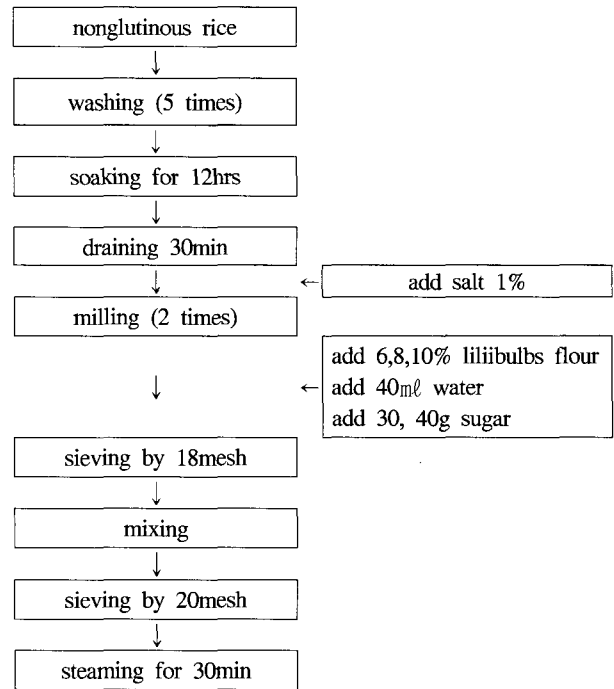 nonglutinous rice
↓
washing (5 times)
↓
soaking for 12hrs
↓
draining 30min
↓
← add salt 1%
milling (2 times)
↓
← add 6,8,10% liliibulbs flour
add 40㎖ water
add 30, 40g sugar
sieving by 18mesh
↓
mixing
↓
sieving by 20mesh
↓
steaming for 30min